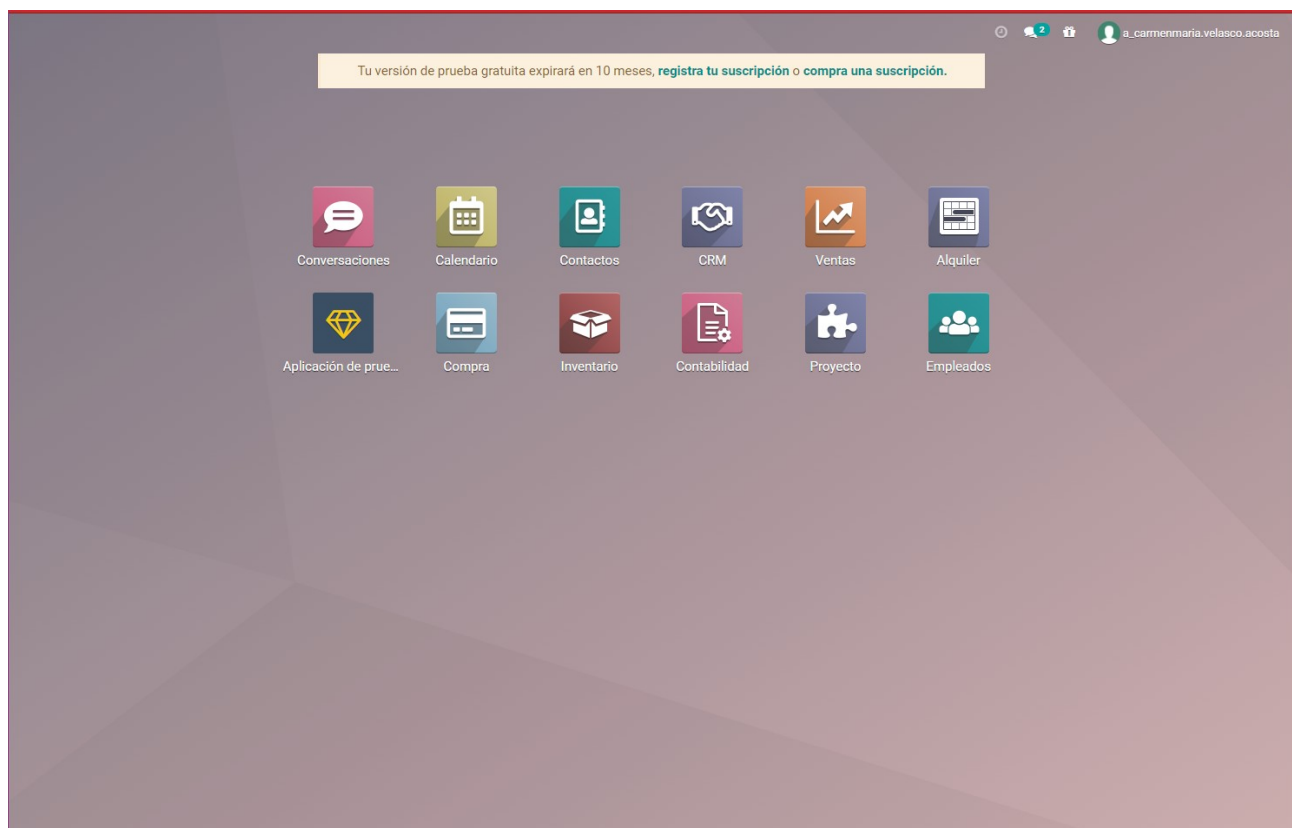 2
a_carmenmaria.velasco.acosta
Tu versión de prueba gratuita expirará en 10 meses, registra tu suscripción o compra una suscripción.
Conversaciones
Calendario
Contactos
CRM
Ventas
Alquiler
Aplicación de prue...
Compra
Inventario
Contabilidad
Proyecto
Empleados